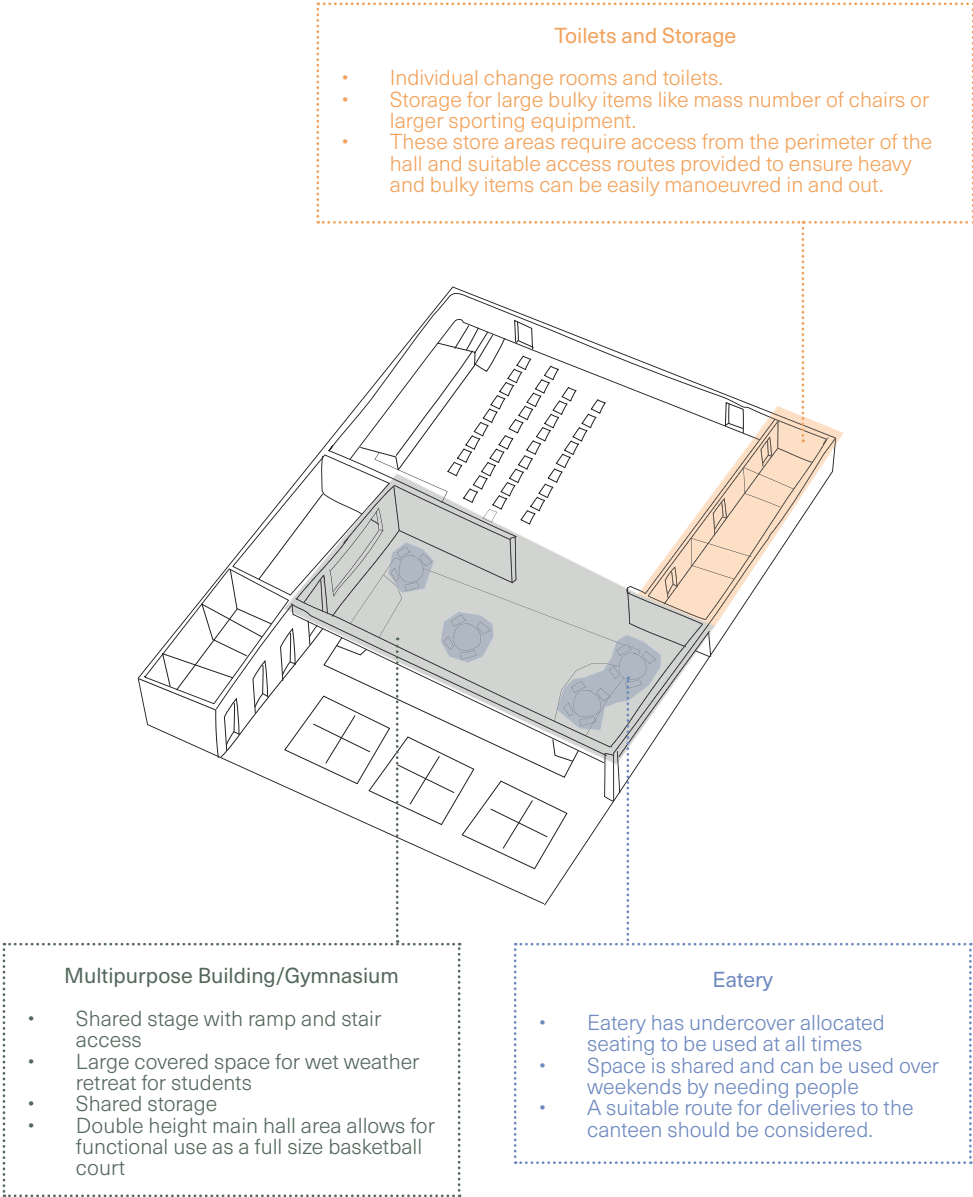 Toilets and Storage
• Individual change rooms and toilets.
• Storage for large bulky items like mass number of chairs or
larger sporting equipment.
• These store areas require access from the perimeter of the
hall and suitable access routes provided to ensure heavy
and bulky items can be easily manoeuvred in and out.
Multipurpose Building/Gymnasium
• Shared stage with ramp and stair
access
• Large covered space for wet weather
retreat for students
• Shared storage
• Double height main hall area allows for
functional use as a full size basketball
court
Eatery
• Eatery has undercover allocated
seating to be used at all times
• Space is shared and can be used over
weekends by needing people
• A suitable route for deliveries to the
canteen should be considered.